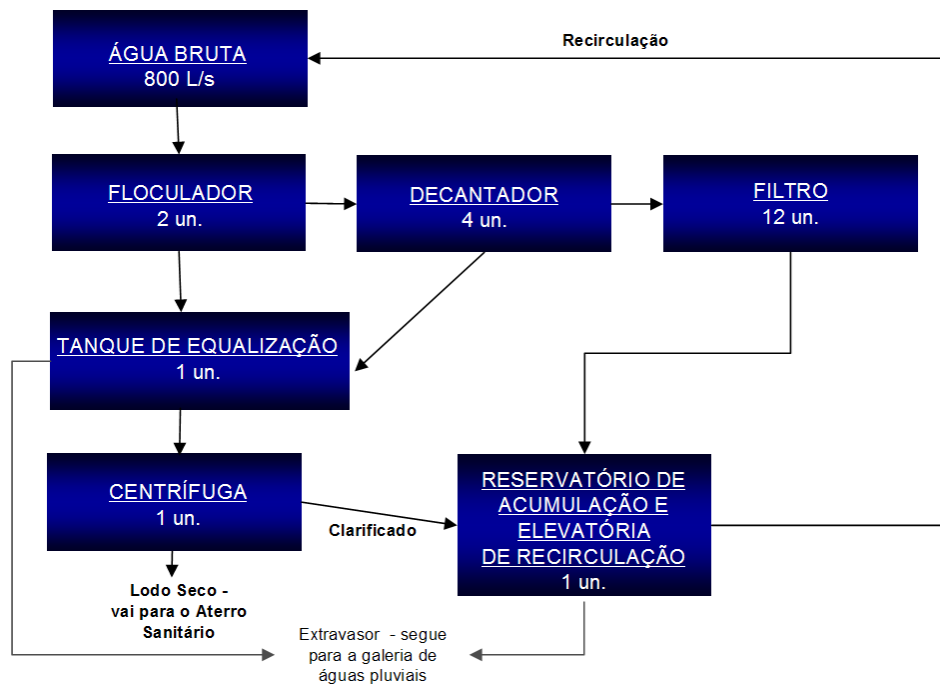 Recirculação
ÁGUA BRUTA
800 L/s
FLOCULADOR
2 un.
DECANTADOR
4 un.
FILTRO
12 un.
TANQUE DE EQUALIZAÇÃO
1 un.
CENTRÍFUGA
1 un.
Clarificado
RESERVATÓRIO DE
ACUMULAÇÃO E
ELEVATÓRIA
DE RECIRCULAÇÃO
1 un.
Lodo Seco -
vai para o Aterro
Sanitário
Extravasor - segue
para a galeria de
águas pluviais